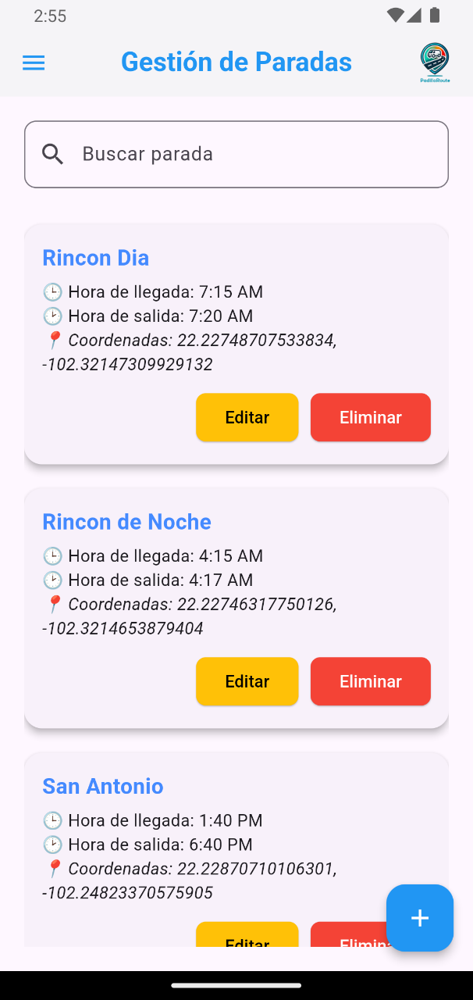 2:55
Gestión de Paradas
PadillaRoute
Buscar parada
Rincon Dia
🕒 Hora de llegada: 7:15 AM
🕑 Hora de salida: 7:20 AM
📍 Coordenadas: 22.22748707533834,
-102.32147309929132
Editar Eliminar
Rincon de Noche
🕒 Hora de llegada: 4:15 AM
🕑 Hora de salida: 4:17 AM
📍 Coordenadas: 22.22746317750126,
-102.3214653879404
Editar Eliminar
San Antonio
🕒 Hora de llegada: 1:40 PM
🕑 Hora de salida: 6:40 PM
📍 Coordenadas: 22.22870710106301,
-102.24823370575905
Editar Elimina
+